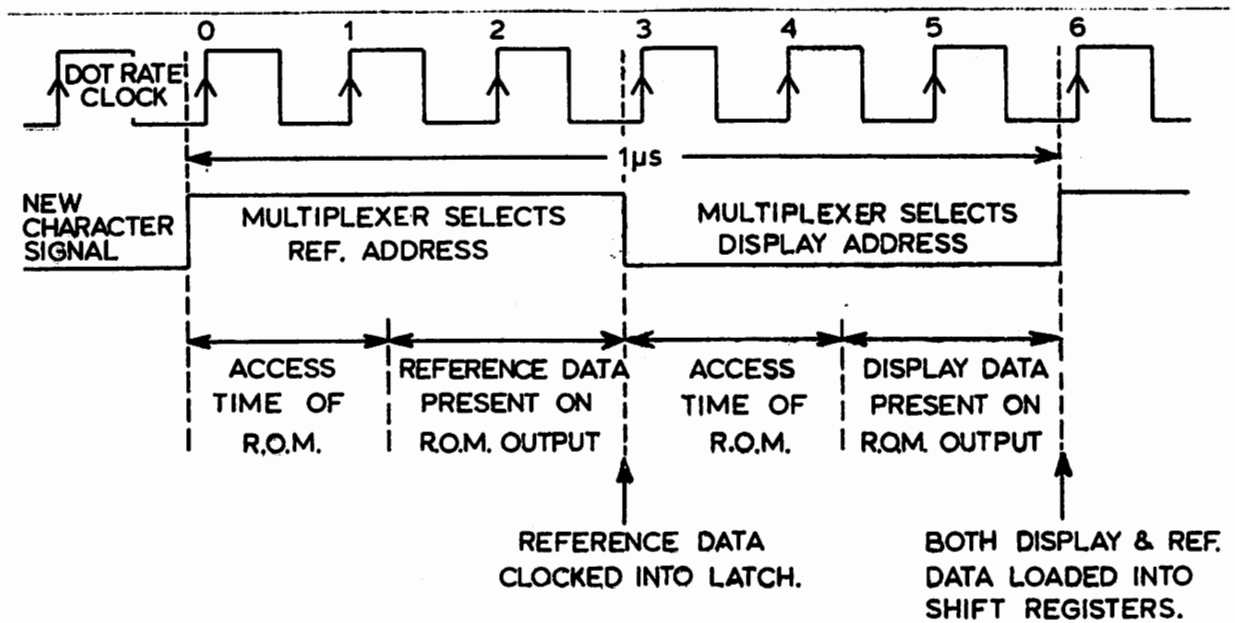 0 1 2 3 4 5 6
DOT RATE
CLOCK
1µs
NEW
CHARACTER
SIGNAL
MULTIPLEXER SELECTS
REF. ADDRESS
MULTIPLEXER SELECTS
DISPLAY ADDRESS
ACCESS
TIME OF
R.O.M.
REFERENCE DATA
PRESENT ON
R.O.M. OUTPUT
ACCESS
TIME OF
R.O.M.
DISPLAY DATA
PRESENT ON
R.O.M. OUTPUT
REFERENCE DATA
CLOCKED INTO LATCH.
BOTH DISPLAY & REF.
DATA LOADED INTO
SHIFT REGISTERS.